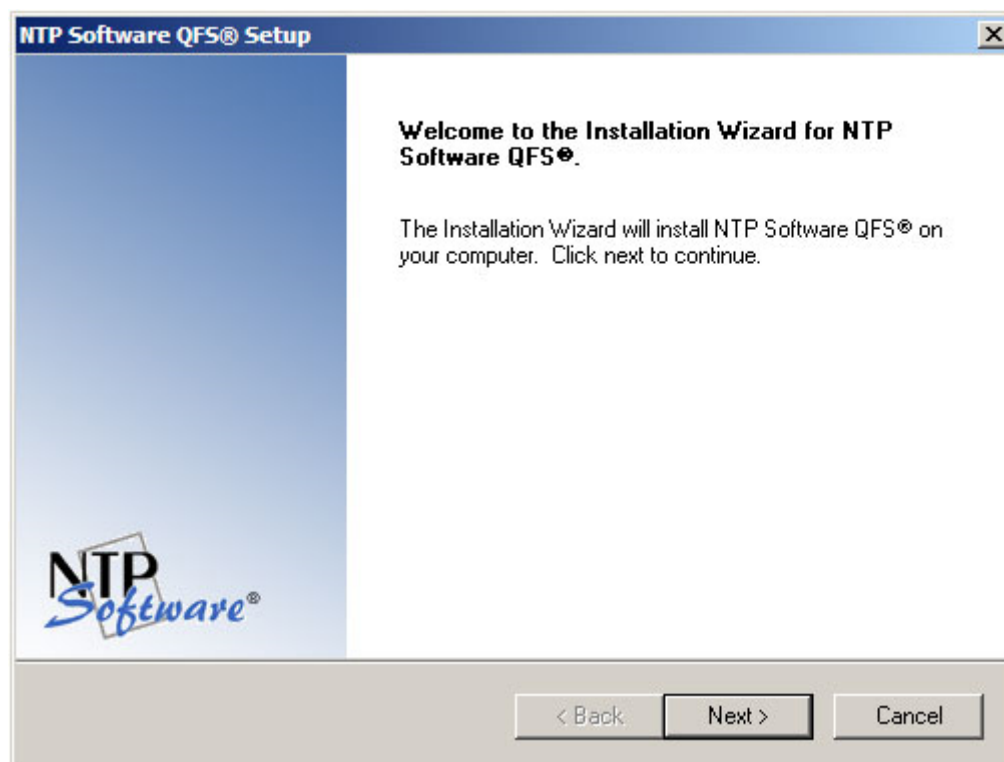 NTP Software QFS® Setup
Welcome to the Installation Wizard for NTP
Software QFS®.
The Installation Wizard will install NTP Software QFS® on
your computer.  Click next to continue.
NTP
Software®
< Back
Next >
Cancel